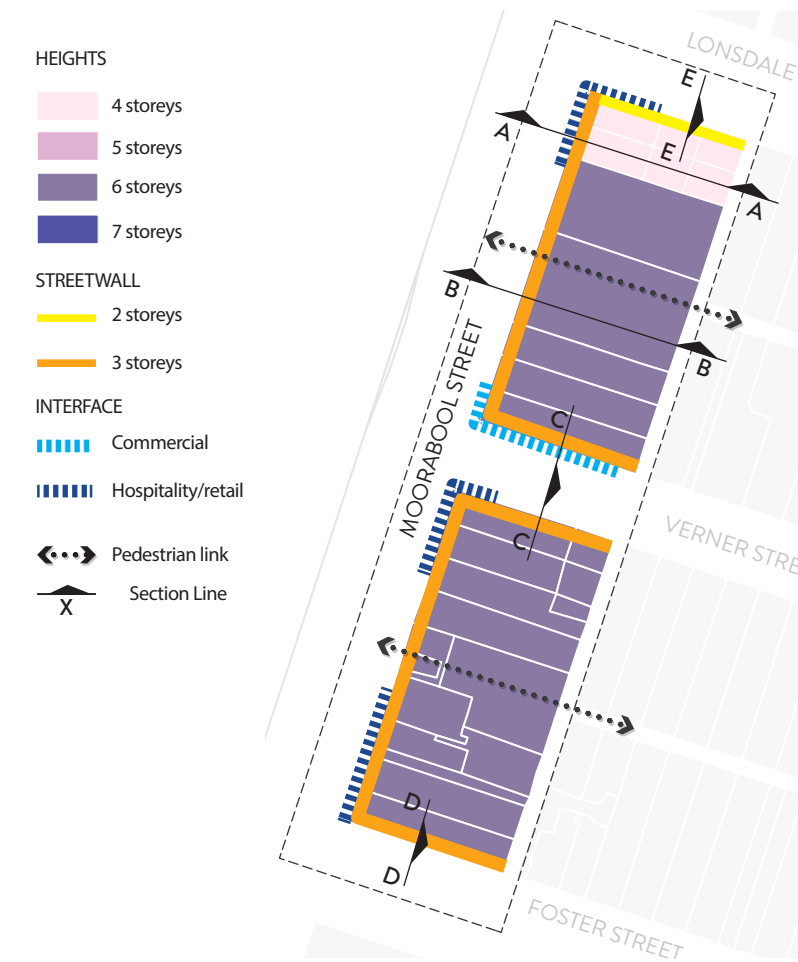 HEIGHTS
4 storeys
5 storeys
6 storeys
7 storeys
STREETWALL
2 storeys
3 storeys
INTERFACE
Commercial
Hospitality/retail
Pedestrian link
X
Section Line
LONSDALE
E
E
A
A
B
B
MOORABOOL STREET
C
C
VERNER STRE
D
D
FOSTER STREET